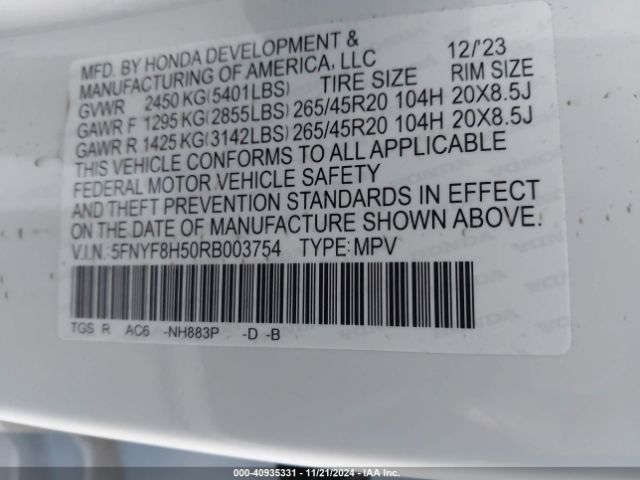 MFD. BY HONDA DEVELOPMENT & 12/'23
MANUFACTURING OF AMERICA, LLC
GVWR 2450 KG(5401LBS) TIRE SIZE RIM SIZE
GAWR F 1295 KG(2855LBS) 265/45R20 104H 20X8.5J
GAWR R 1425 KG(3142LBS) 265/45R20 104H 20X8.5J
THIS VEHICLE CONFORMS TO ALL APPLICABLE
FEDERAL MOTOR VEHICLE SAFETY
AND THEFT PREVENTION STANDARDS IN EFFECT
ON THE DATE OF MANUFACTURE SHOWN ABOVE.
V.I.N.:5FNYF8H50RB003754 TYPE:MPV
TGS R AC6 -NH883P -D -B
000-40935331 - 11/21/2024 - IAA Inc.